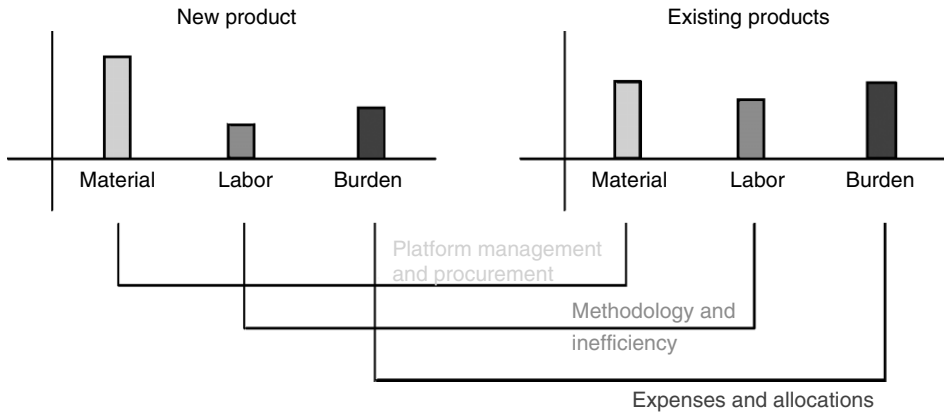 New product
Existing products
Material
Labor
Burden
Material
Labor
Burden
Platform management
and procurement
Methodology and
inefficiency
Expenses and allocations